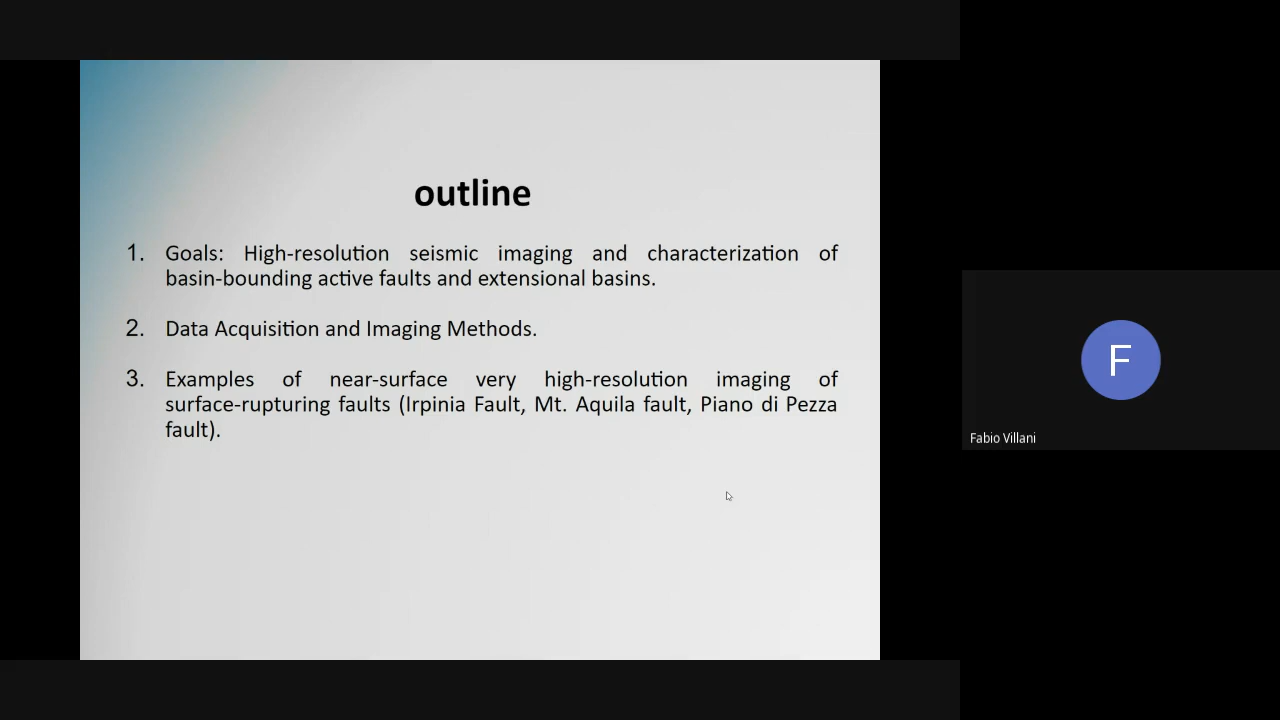 outline
1. Goals: High-resolution seismic imaging and characterization of
basin-bounding active faults and extensional basins.
2. Data Acquisition and Imaging Methods.
3. Examples of near-surface very high-resolution imaging of
surface-rupturing faults (Irpinia Fault, Mt. Aquila fault, Piano di Pezza
fault).
F
Fabio Villani